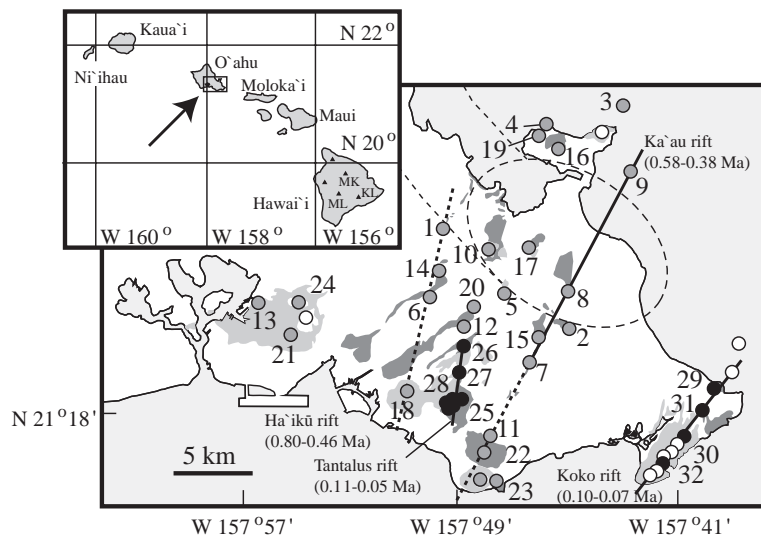 Kaua`i
N 22°
O`ahu
Ni`ihau
Moloka`i
Maui
N 20°
MK
KL
ML
Hawai`i
W 160°
W 158°
W 156°
3
4
19
16
Ka`au rift
(0.58-0.38 Ma)
9
1
10
17
14
24
13
6
20
5
8
12
21
15
2
26
7
27
28
29
18
25
31
N 21°18'
Ha`ikū rift
(0.80-0.46 Ma)
11
30
22
5 km
Tantalus rift
(0.11-0.05 Ma)
Koko rift
(0.10-0.07 Ma)
32
23
W 157°57'
W 157°49'
W 157°41'